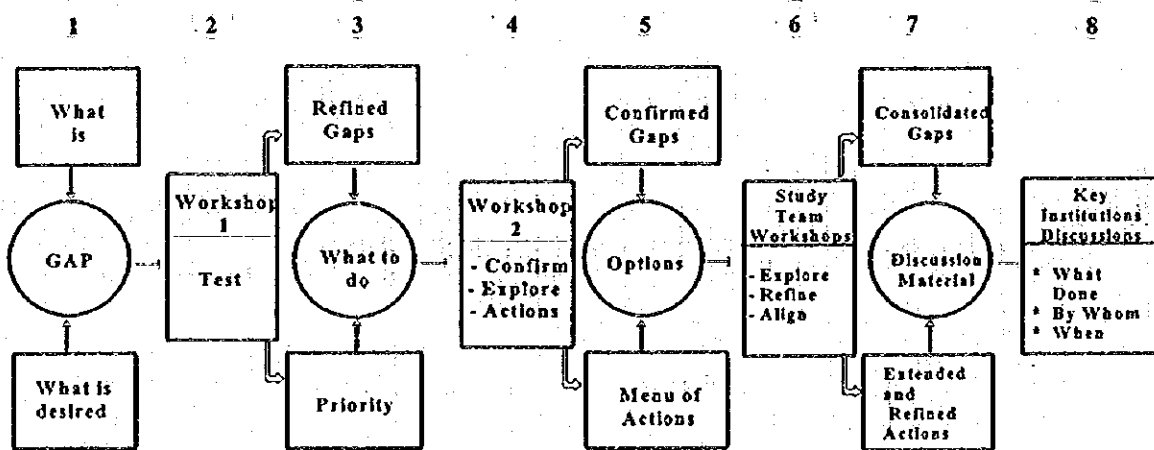 1 2 3 4 5 6 7 8
What
is
GAP
What is
desired
Workshop
1
Test
Refined
Gaps
What to
do
Priority
Workshop
2
- Confirm
- Explore
- Actions
Confirmed
Gaps
Options
Menu of
Actions
Study
Team
Workshops
- Explore
- Refine
- Align
Consolidated
Gaps
Discussion
Material
Extended
and
Refined
Actions
Key
Institutions
Discussions
* What
Done
* By Whom
* When